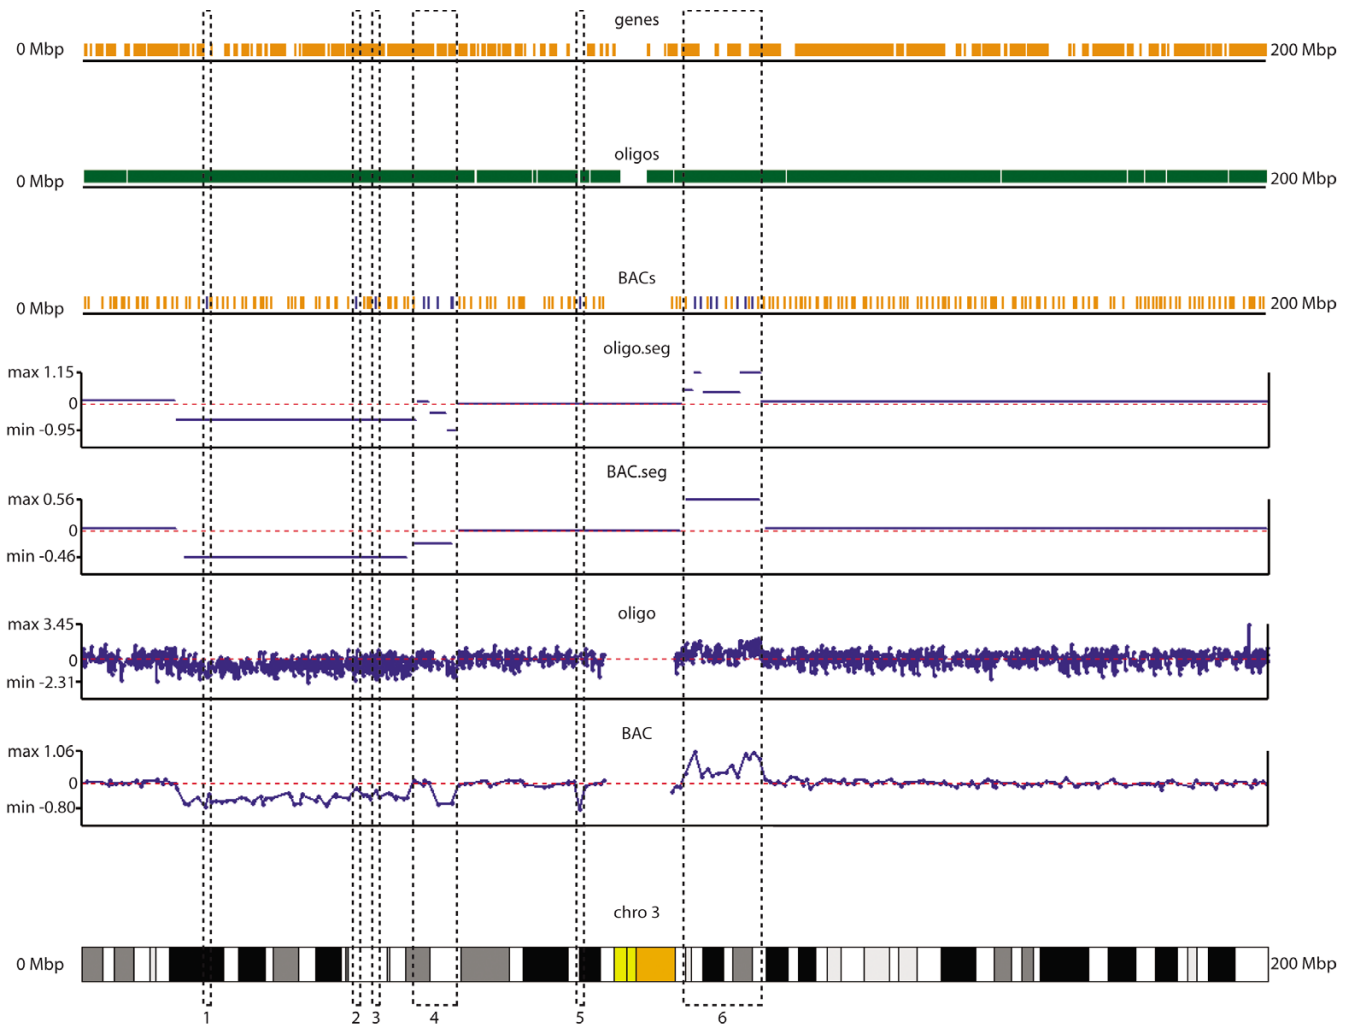 genes
0 Mbp 200 Mbp
oligos
0 Mbp 200 Mbp
BACs
0 Mbp 200 Mbp
oligo.seg
max 1.15
0
min -0.95
BAC.seg
max 0.56
0
min -0.46
oligo
max 3.45
0
min -2.31
BAC
max 1.06
0
min -0.80
chro 3
0 Mbp 200 Mbp
1 2 3 4 5 6